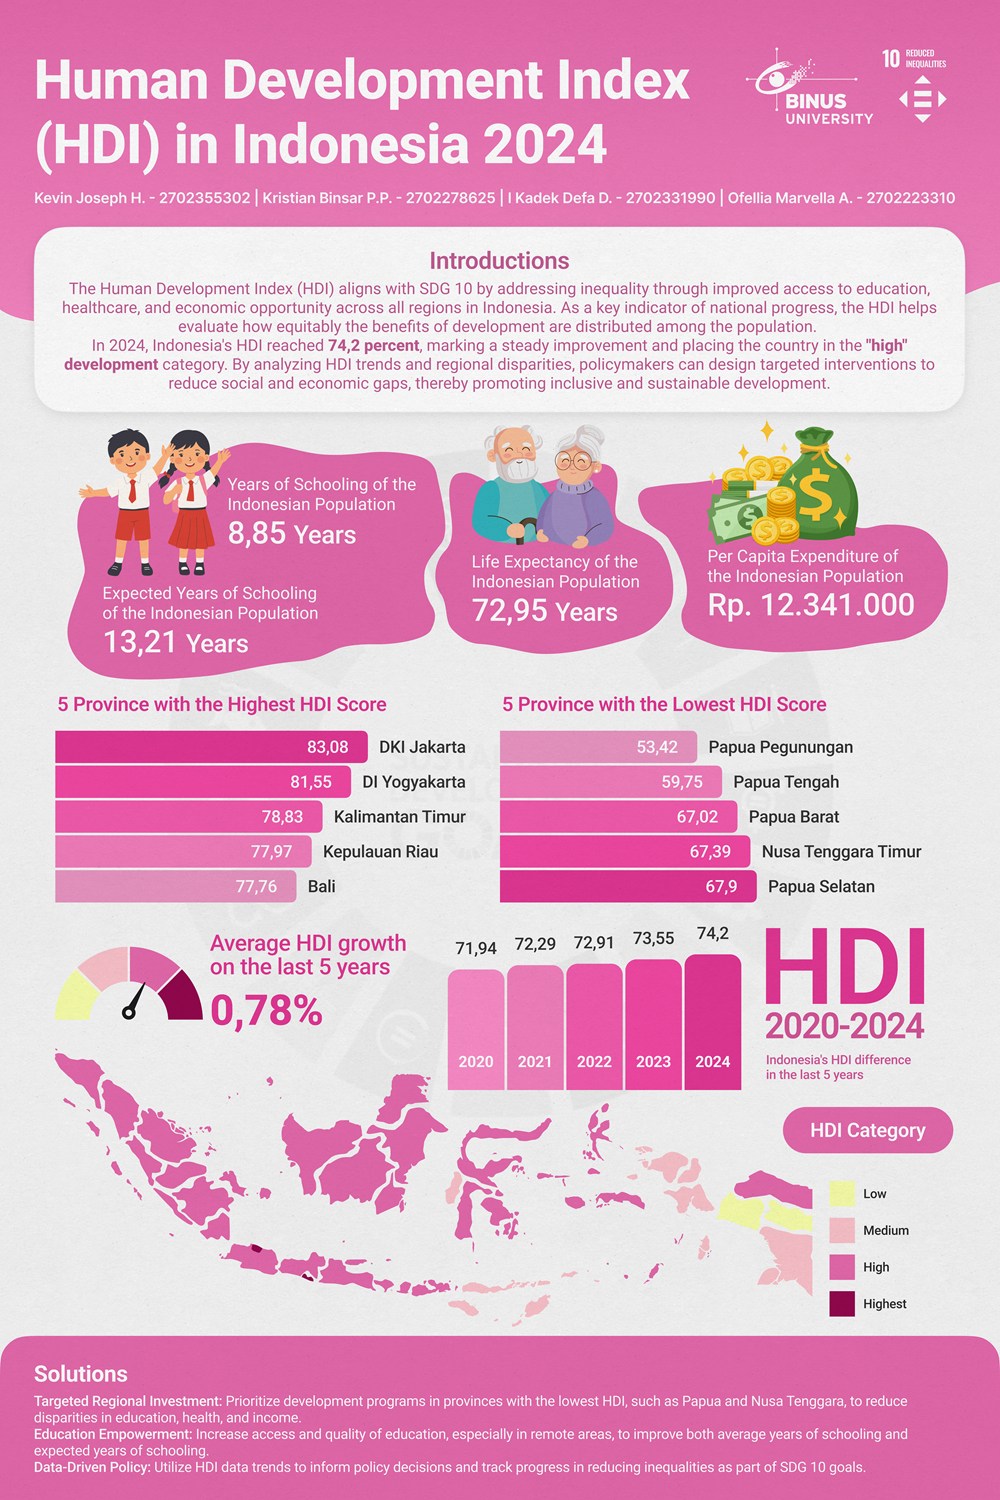 Human Development Index
(HDI) in Indonesia 2024
BINUS
UNIVERSITY
10 REDUCED
INEQUALITIES
Kevin Joseph H. - 2702355302 | Kristian Binsar P.P. - 2702278625 | I Kadek Defa D. - 2702331990 | Ofellia Marvella A. - 2702223310
Introductions
The Human Development Index (HDI) aligns with SDG 10 by addressing inequality through improved access to education,
healthcare, and economic opportunity across all regions in Indonesia. As a key indicator of national progress, the HDI helps
evaluate how equitably the benefits of development are distributed among the population.
In 2024, Indonesia's HDI reached 74,2 percent, marking a steady improvement and placing the country in the "high"
development category. By analyzing HDI trends and regional disparities, policymakers can design targeted interventions to
reduce social and economic gaps, thereby promoting inclusive and sustainable development.
Years of Schooling of the
Indonesian Population
8,85 Years
Expected Years of Schooling
of the Indonesian Population
13,21 Years
Life Expectancy of the
Indonesian Population
72,95 Years
Per Capita Expenditure of
the Indonesian Population
Rp. 12.341.000
5 Province with the Highest HDI Score
83,08 DKI Jakarta
81,55 DI Yogyakarta
78,83 Kalimantan Timur
77,97 Kepulauan Riau
77,76 Bali
5 Province with the Lowest HDI Score
53,42 Papua Pegunungan
59,75 Papua Tengah
67,02 Papua Barat
67,39 Nusa Tenggara Timur
67,9 Papua Selatan
Average HDI growth
on the last 5 years
0,78%
71,94 72,29 72,91 73,55 74,2
2020 2021 2022 2023 2024
HDI
2020-2024
Indonesia's HDI difference
in the last 5 years
HDI Category
Low
Medium
High
Highest
Solutions
Targeted Regional Investment: Prioritize development programs in provinces with the lowest HDI, such as Papua and Nusa Tenggara, to reduce
disparities in education, health, and income.
Education Empowerment: Increase access and quality of education, especially in remote areas, to improve both average years of schooling and
expected years of schooling.
Data-Driven Policy: Utilize HDI data trends to inform policy decisions and track progress in reducing inequalities as part of SDG 10 goals.